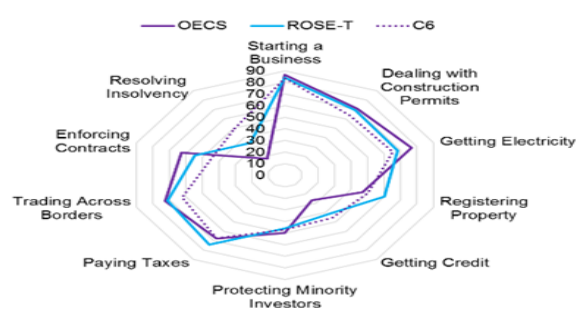 OECS ROSE-T C6
Starting a
Business
Dealing with
Construction
Permits
Getting Electricity
Registering
Property
Getting Credit
Protecting Minority
Investors
Paying Taxes
Trading Across
Borders
Enforcing
Contracts
Resolving
Insolvency
90
80
70
60
50
40
30
20
10
0